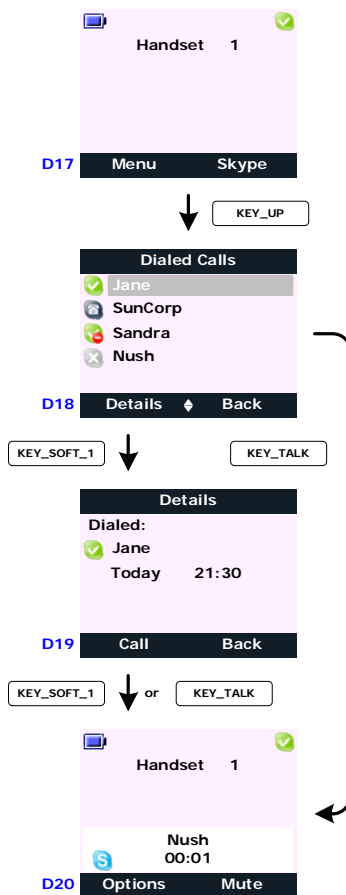 Handset 1
D17 Menu Skype
KEY_UP
Dialed Calls
Jane
SunCorp
Sandra
Nush
D18 Details Back
KEY_SOFT_1 KEY_TALK
Details
Dialed:
Jane
Today 21:30
D19 Call Back
KEY_SOFT_1 or KEY_TALK
Handset 1
Nush
00:01
D20 Options Mute